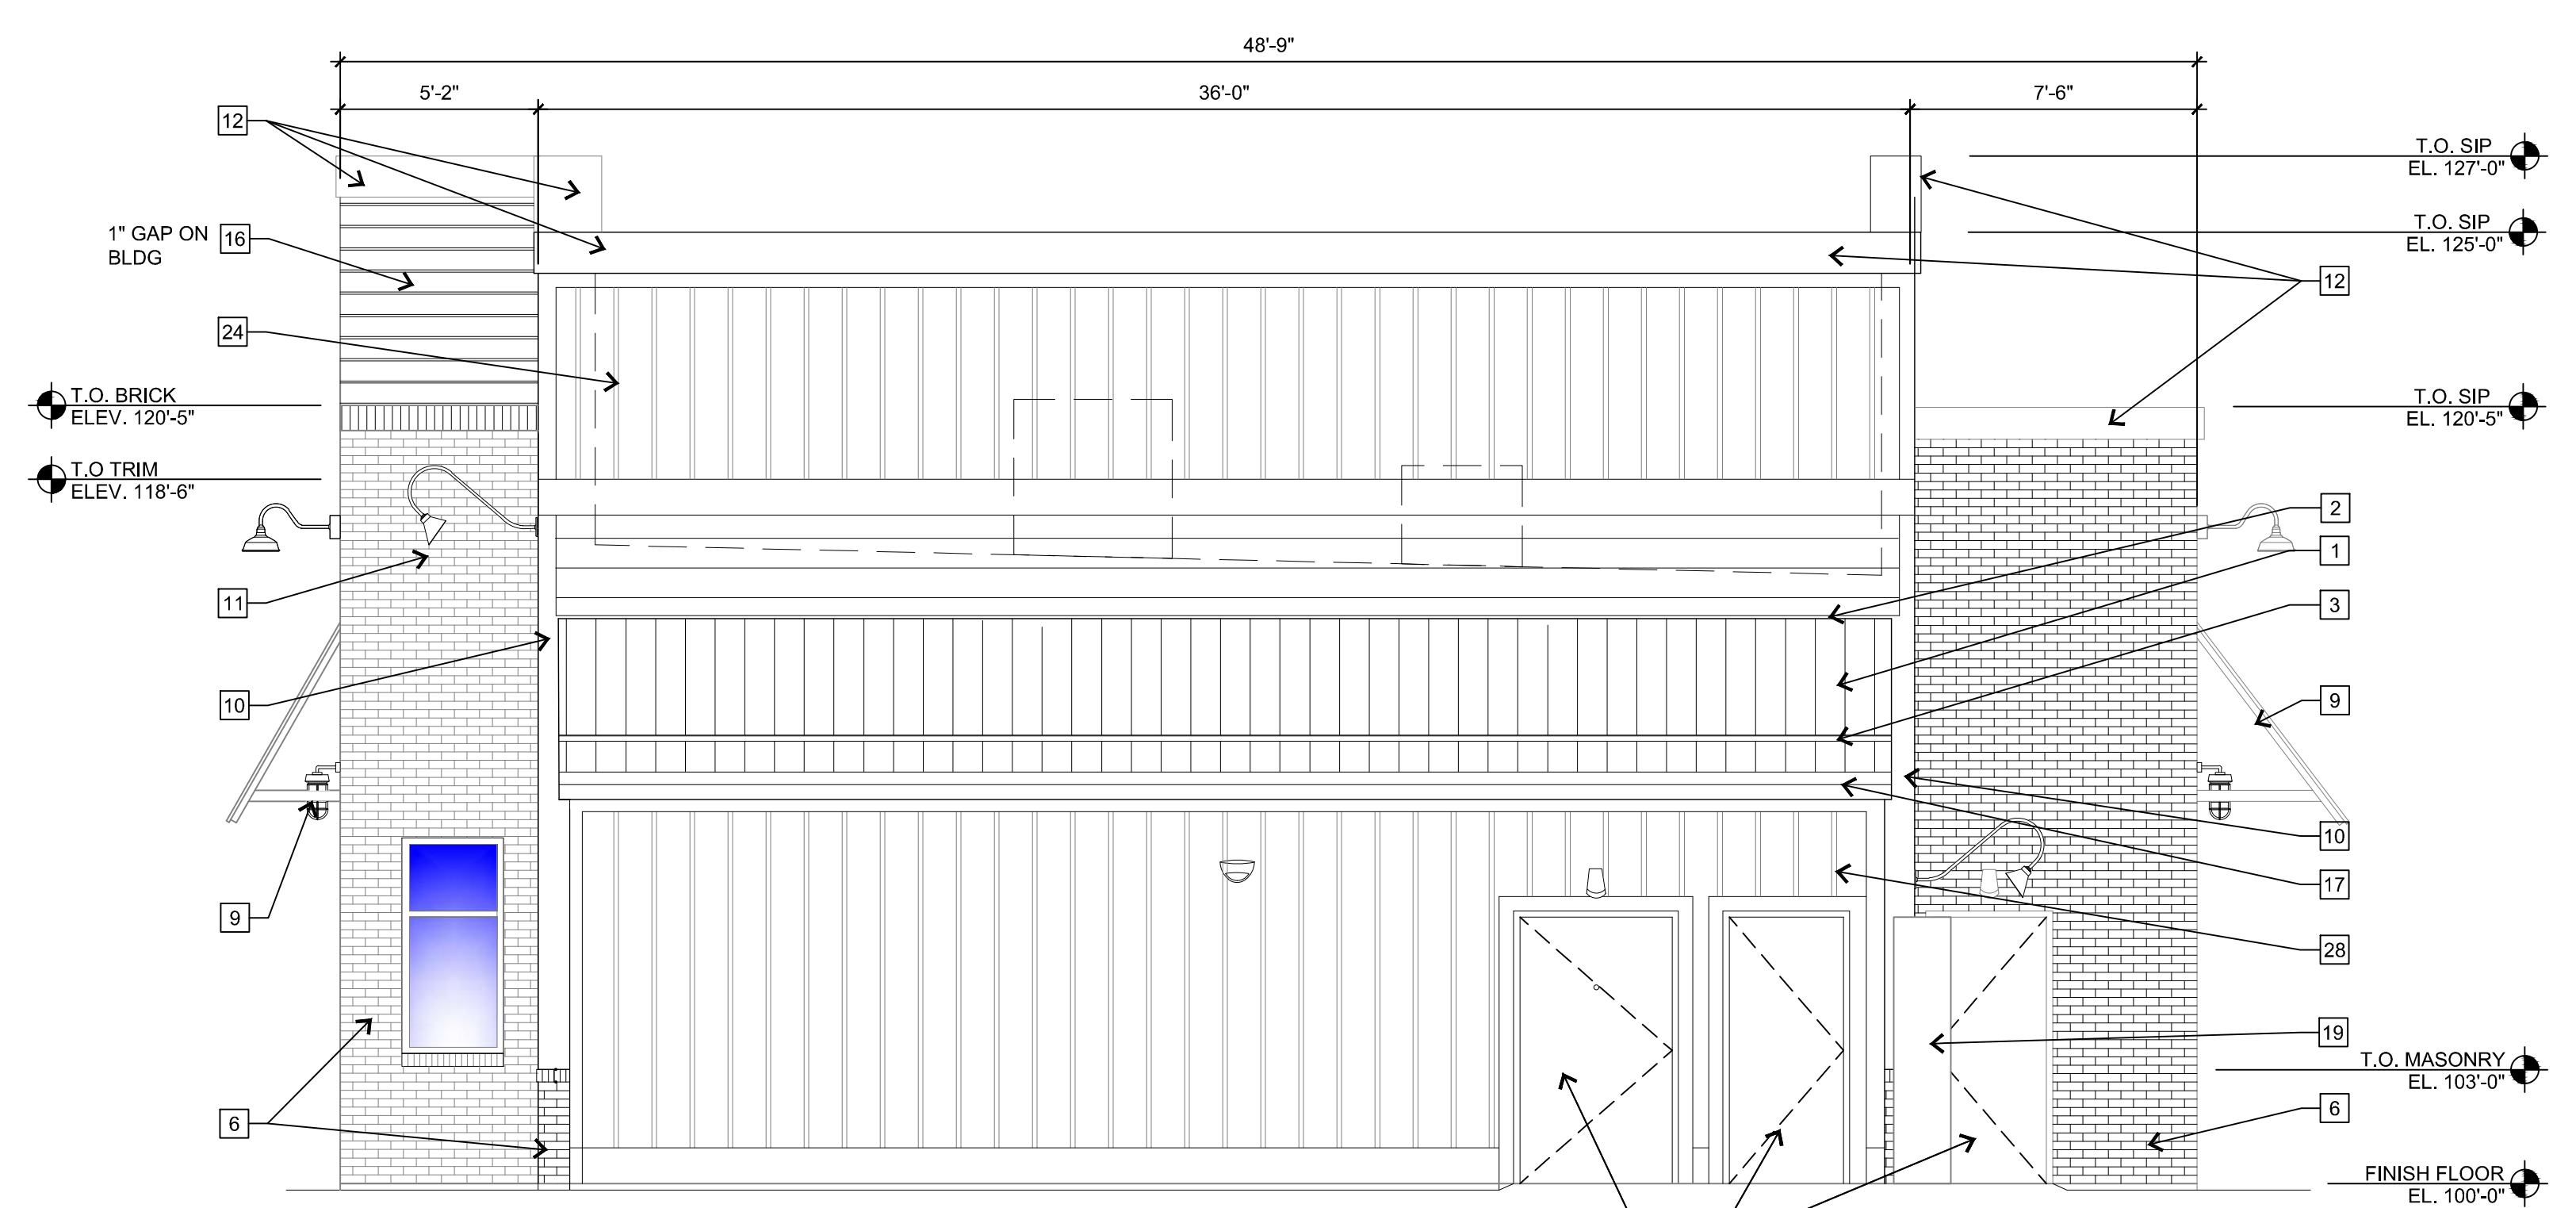 48'-9"
5'-2"
36'-0"
7'-6"
12
T.O. SIP
EL. 127'-0"
1" GAP ON
BLDG
16
T.O. SIP
EL. 125'-0"
12
24
T.O. BRICK
ELEV. 120'-5"
T.O. SIP
EL. 120'-5"
T.O TRIM
ELEV. 118'-6"
2
1
11
3
10
9
10
17
9
28
19
T.O. MASONRY
EL. 103'-0"
6
6
FINISH FLOOR
EL. 100'-0"